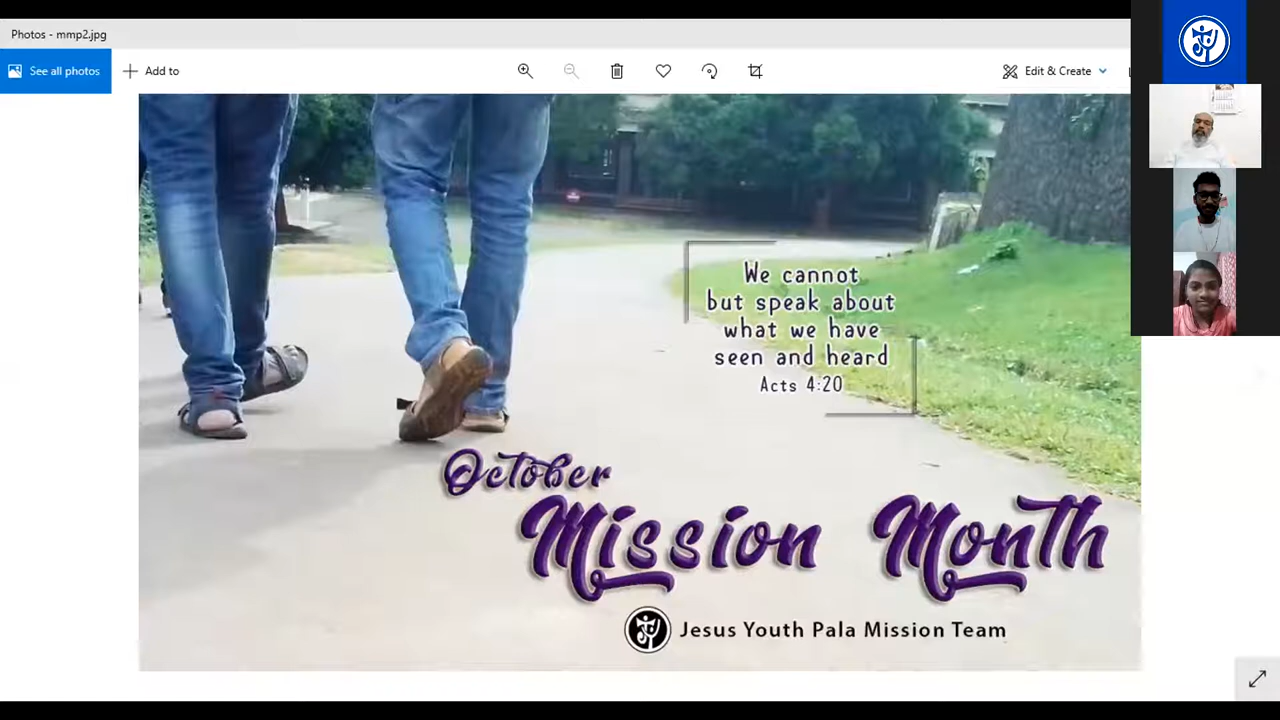 Photos - mmp2.jpg
See all photos
Add to
Edit & Create
We cannot
but speak about
what we have
seen and heard
Acts 4:20
October
Mission Month
Jesus Youth Pala Mission Team